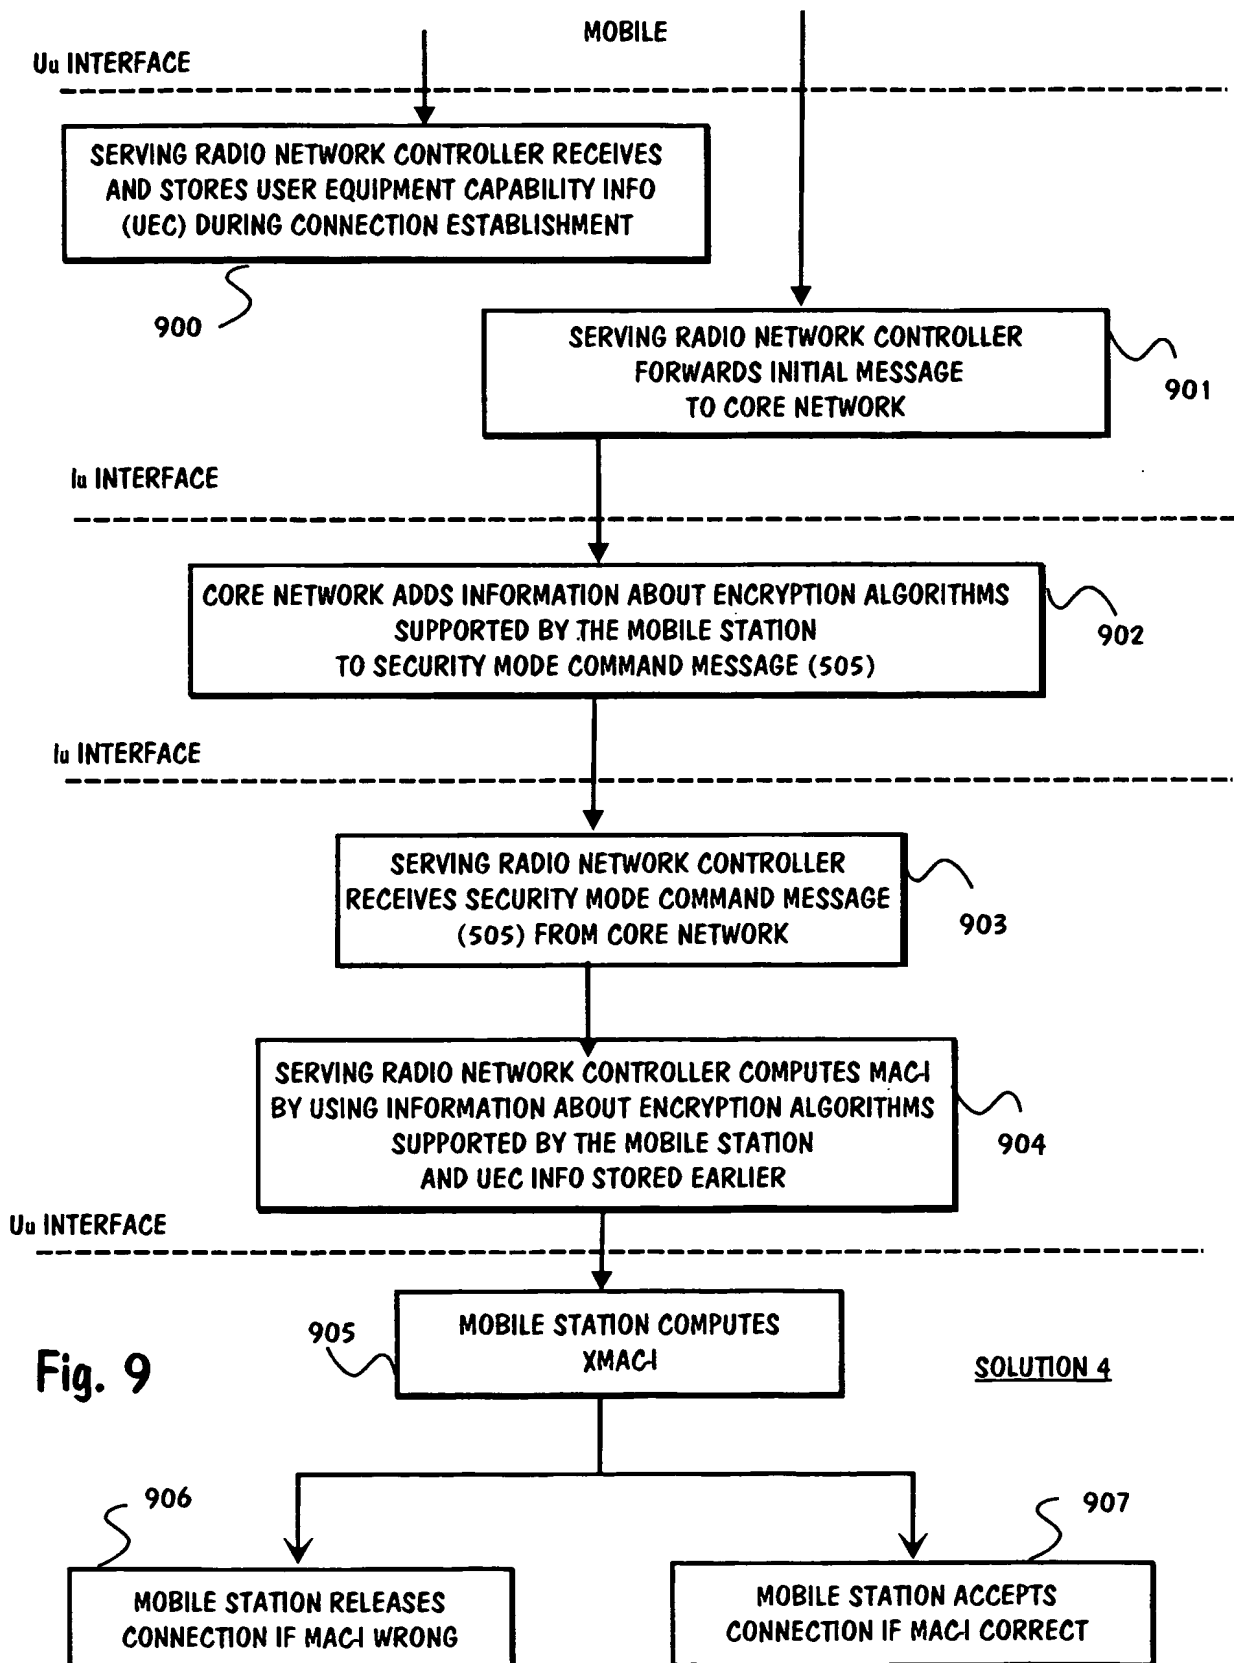 MOBILE
Uu INTERFACE
SERVING RADIO NETWORK CONTROLLER RECEIVES
AND STORES USER EQUIPMENT CAPABILITY INFO
(UEC) DURING CONNECTION ESTABLISHMENT
900
SERVING RADIO NETWORK CONTROLLER
FORWARDS INITIAL MESSAGE
TO CORE NETWORK
901
Iu INTERFACE
CORE NETWORK ADDS INFORMATION ABOUT ENCRYPTION ALGORITHMS
SUPPORTED BY THE MOBILE STATION
TO SECURITY MODE COMMAND MESSAGE (505)
902
Iu INTERFACE
SERVING RADIO NETWORK CONTROLLER
RECEIVES SECURITY MODE COMMAND MESSAGE
(505) FROM CORE NETWORK
903
SERVING RADIO NETWORK CONTROLLER COMPUTES MAC-I
BY USING INFORMATION ABOUT ENCRYPTION ALGORITHMS
SUPPORTED BY THE MOBILE STATION
AND UEC INFO STORED EARLIER
904
Uu INTERFACE
MOBILE STATION COMPUTES
XMAC-I
905
Fig. 9
SOLUTION 4
906
907
MOBILE STATION RELEASES
CONNECTION IF MAC-I WRONG
MOBILE STATION ACCEPTS
CONNECTION IF MAC-I CORRECT